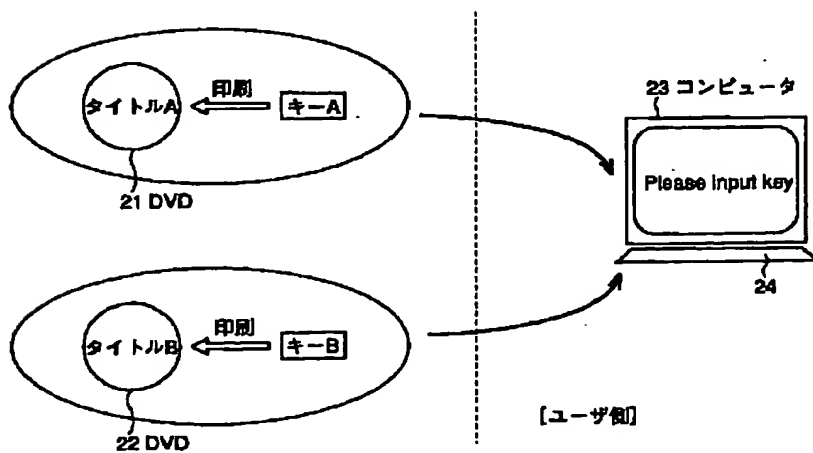 タイトルA
印刷
キーA
21 DVD
23 コンピュータ
Please input key
24
タイトルB
印刷
キーB
22 DVD
[ユーザ側]